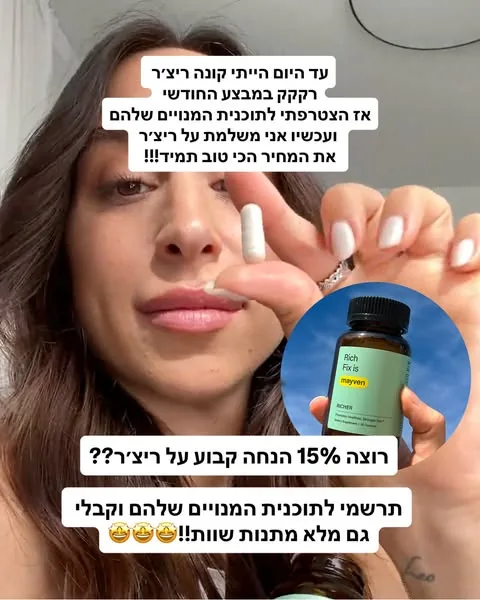 עד היום הייתי קונה ריצ׳ר
רקקק במבצע החודשי
אז הצטרפתי לתוכנית המנויים שלהם
ועכשיו אני משלמת על ריצ׳ר
את המחיר הכי טוב תמיד!!!
Rich
Fix is
mayven
RICHER
רוצה 15% הנחה קבוע על ריצ׳ר??
תרשמי לתוכנית המנויים שלהם וקבלי
גם מלא מתנות שוות!!🤩🤩🤩
Leo